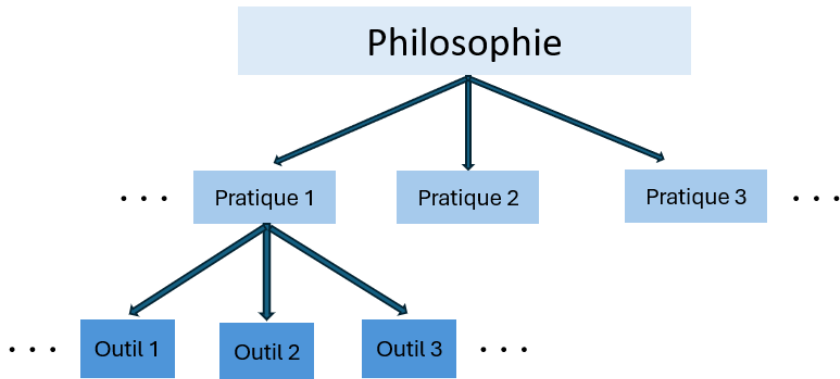 Philosophie
. . . Pratique 1 Pratique 2 Pratique 3 . . .
. . . Outil 1 Outil 2 Outil 3 . . .